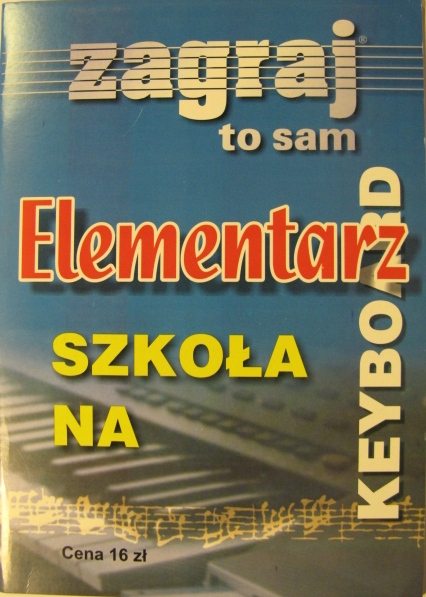 zagraj®
to sam
Elementarz
SZKOŁA
NA
KEYBOARD
Cena 16 zł